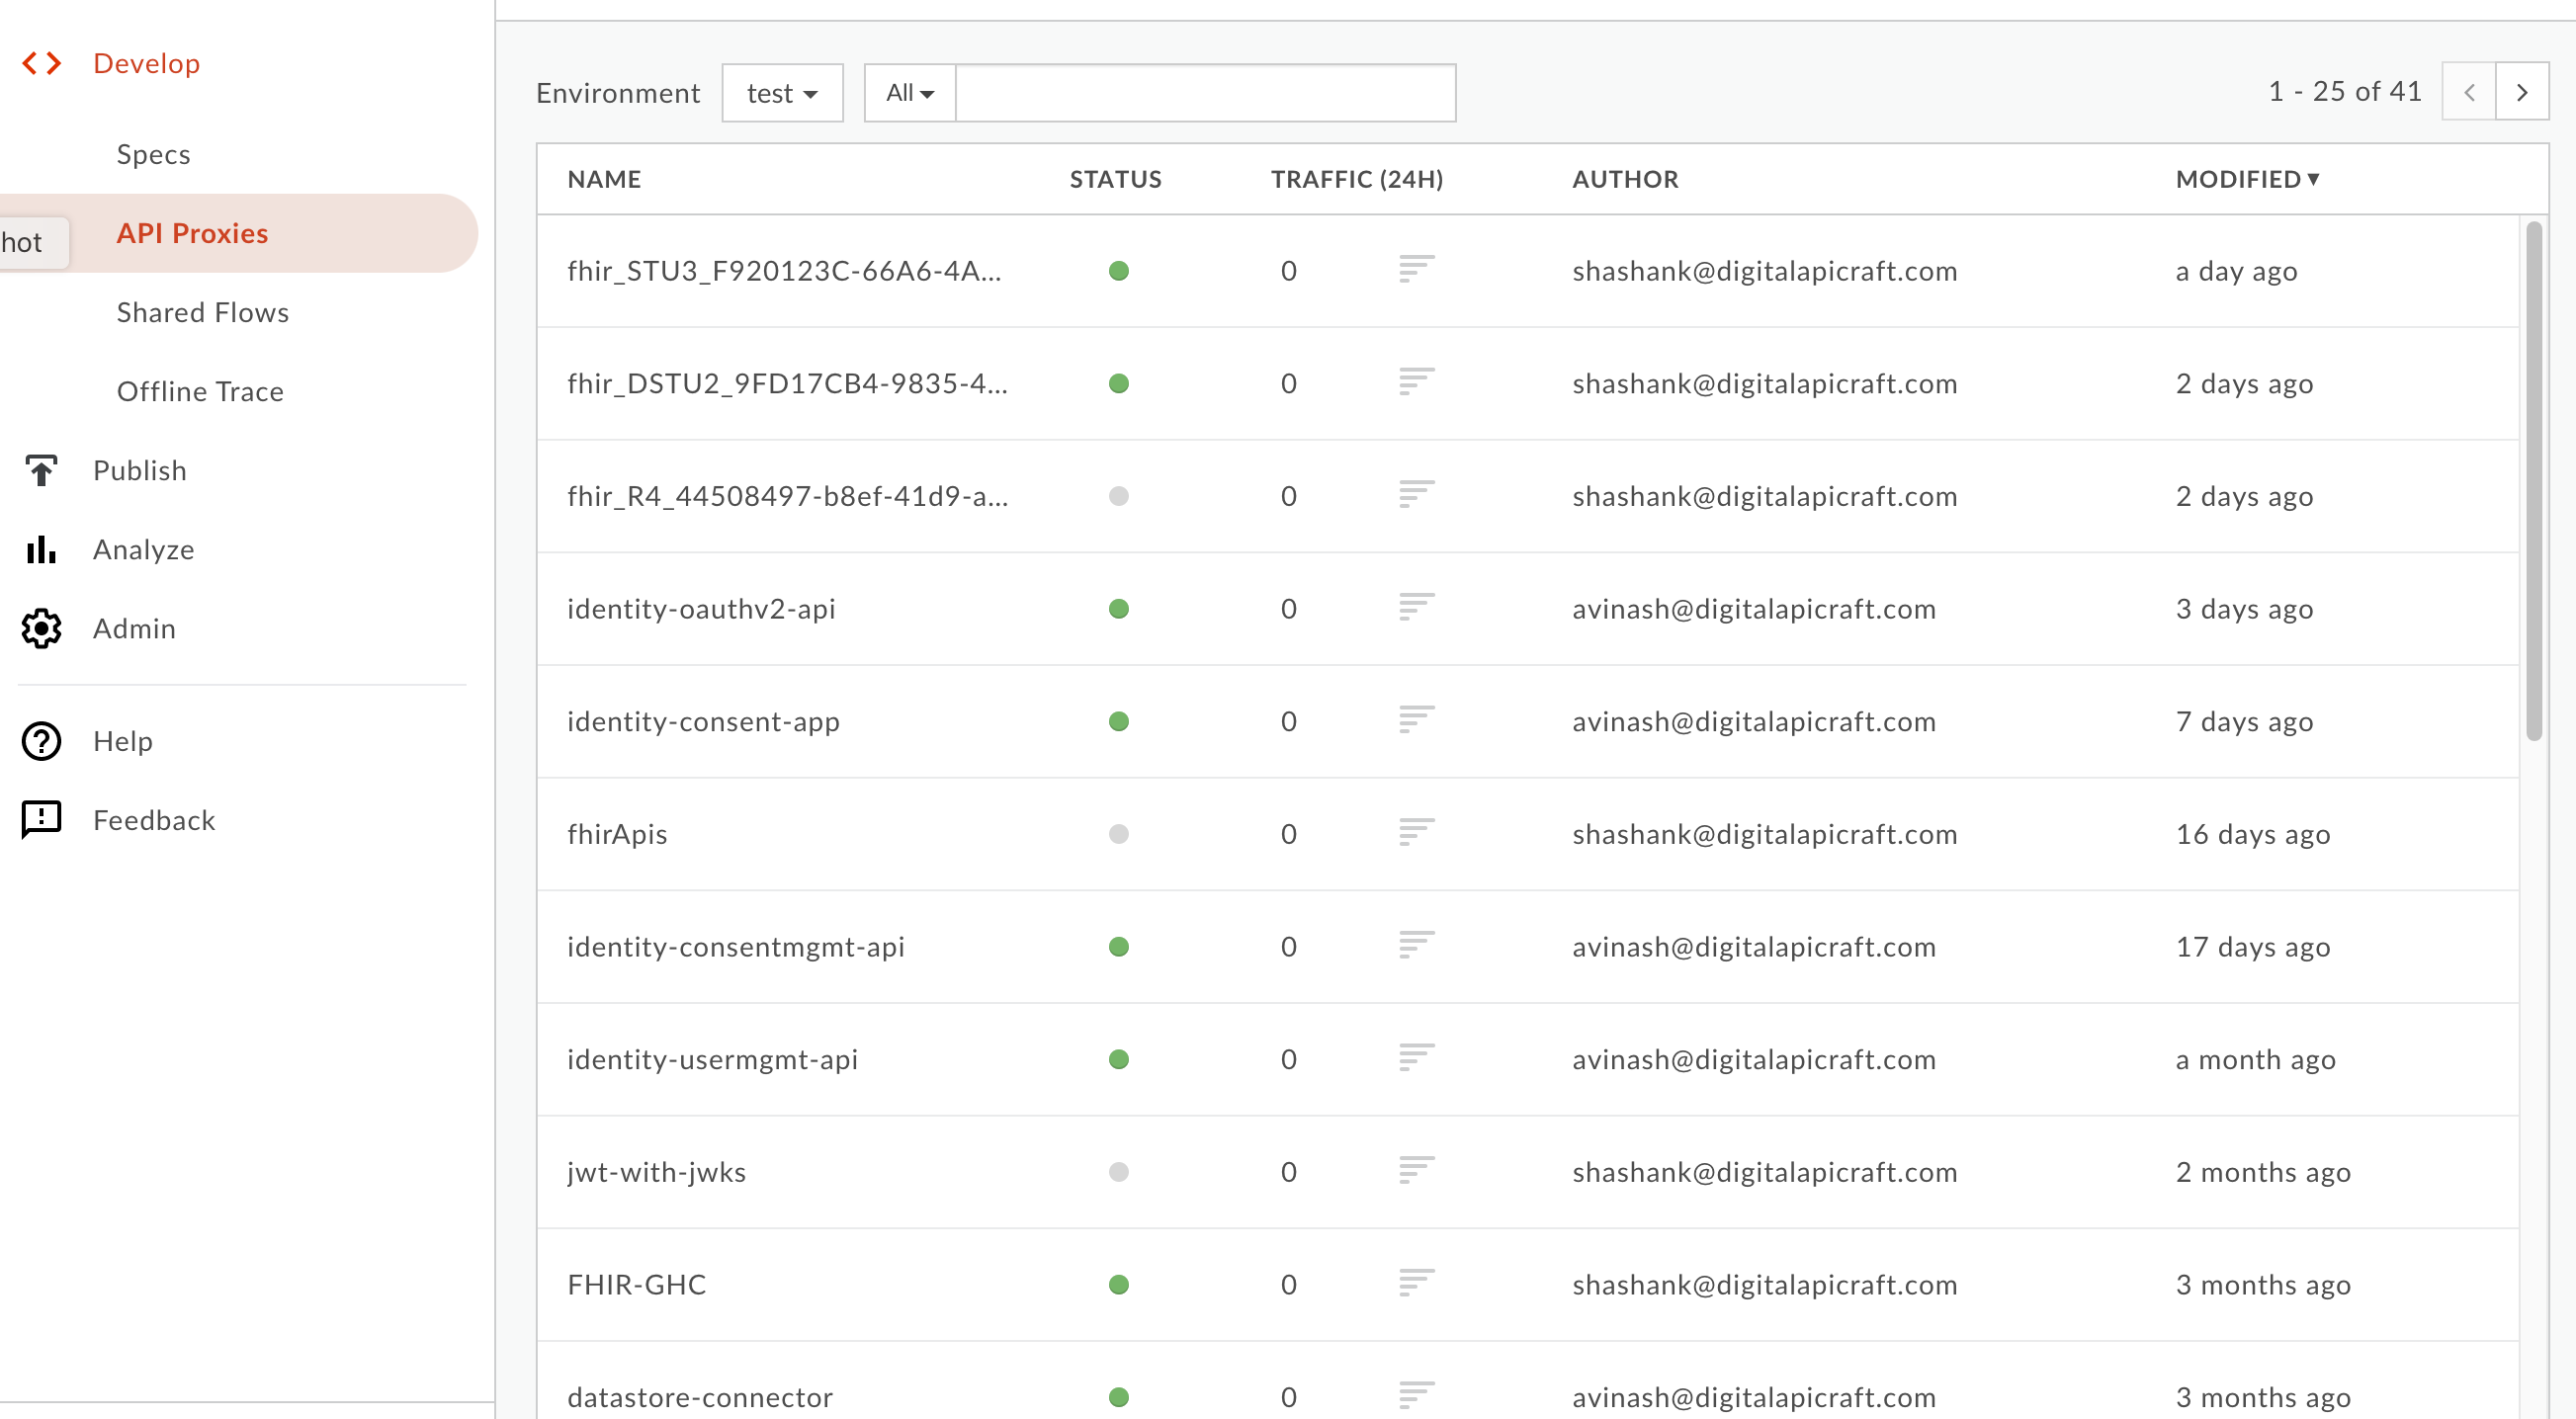 Develop
Specs
API Proxies
hot
Shared Flows
Offline Trace
Publish
Analyze
Admin
Help
Feedback
Environment test All 1 - 25 of 41
NAME STATUS TRAFFIC (24H) AUTHOR MODIFIED
fhir_STU3_F920123C-66A6-4A... 0 shashank@digitalapicraft.com a day ago
fhir_DSTU2_9FD17CB4-9835-4... 0 shashank@digitalapicraft.com 2 days ago
fhir_R4_44508497-b8ef-41d9-a... 0 shashank@digitalapicraft.com 2 days ago
identity-oauthv2-api 0 avinash@digitalapicraft.com 3 days ago
identity-consent-app 0 avinash@digitalapicraft.com 7 days ago
fhirApis 0 shashank@digitalapicraft.com 16 days ago
identity-consentmgmt-api 0 avinash@digitalapicraft.com 17 days ago
identity-usermgmt-api 0 avinash@digitalapicraft.com a month ago
jwt-with-jwks 0 shashank@digitalapicraft.com 2 months ago
FHIR-GHC 0 shashank@digitalapicraft.com 3 months ago
datastore-connector 0 avinash@digitalapicraft.com 3 months ago